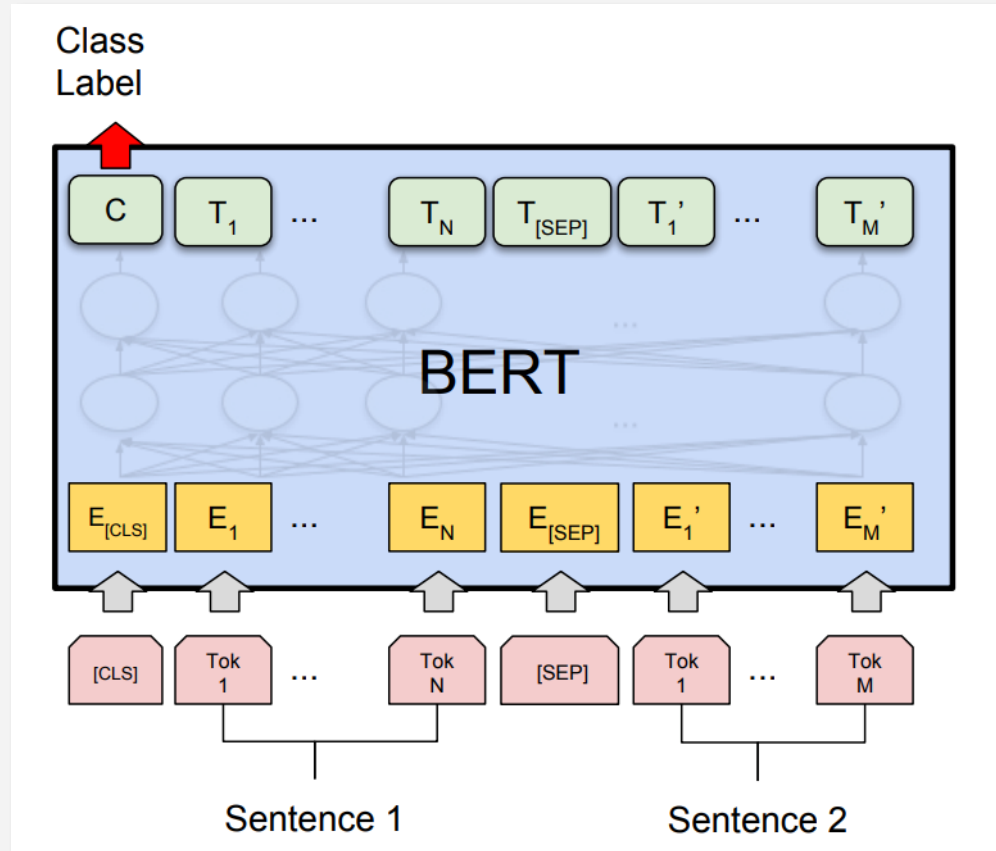 Class
Label
C T1 ... TN T[SEP] T1’ ... TM’
...
BERT
...
E[CLS] E1 ... EN E[SEP] E1’ ... EM’
[CLS] Tok 1 ... Tok N [SEP] Tok 1 ... Tok M
Sentence 1 Sentence 2